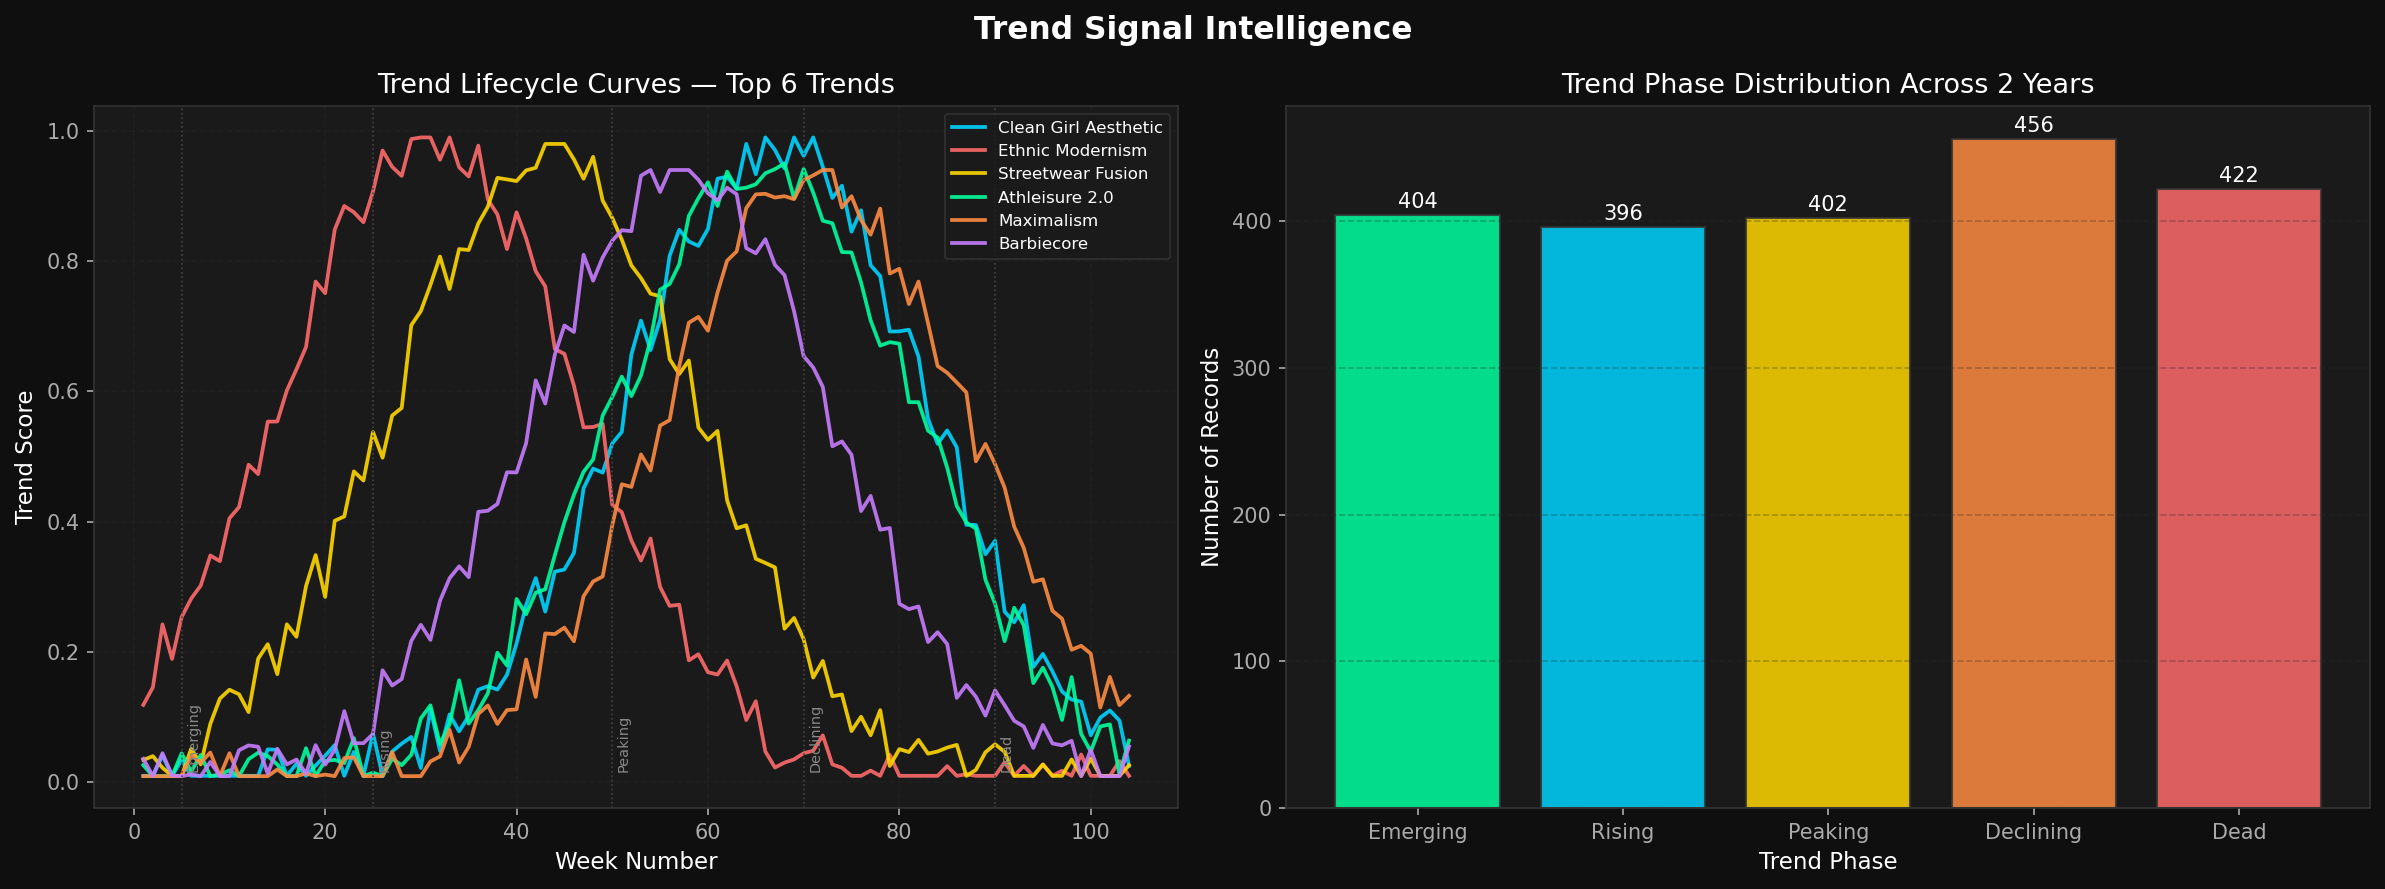 Trend Signal Intelligence
Trend Lifecycle Curves — Top 6 Trends
Trend Score
1.0
0.8
0.6
0.4
0.2
0.0
Clean Girl Aesthetic
Ethnic Modernism
Streetwear Fusion
Athleisure 2.0
Maximalism
Barbiecore
Emerging
Rising
Peaking
Declining
Dead
0 20 40 60 80 100
Week Number
Trend Phase Distribution Across 2 Years
Number of Records
400
300
200
100
0
404
396
402
456
422
Emerging Rising Peaking Declining Dead
Trend Phase